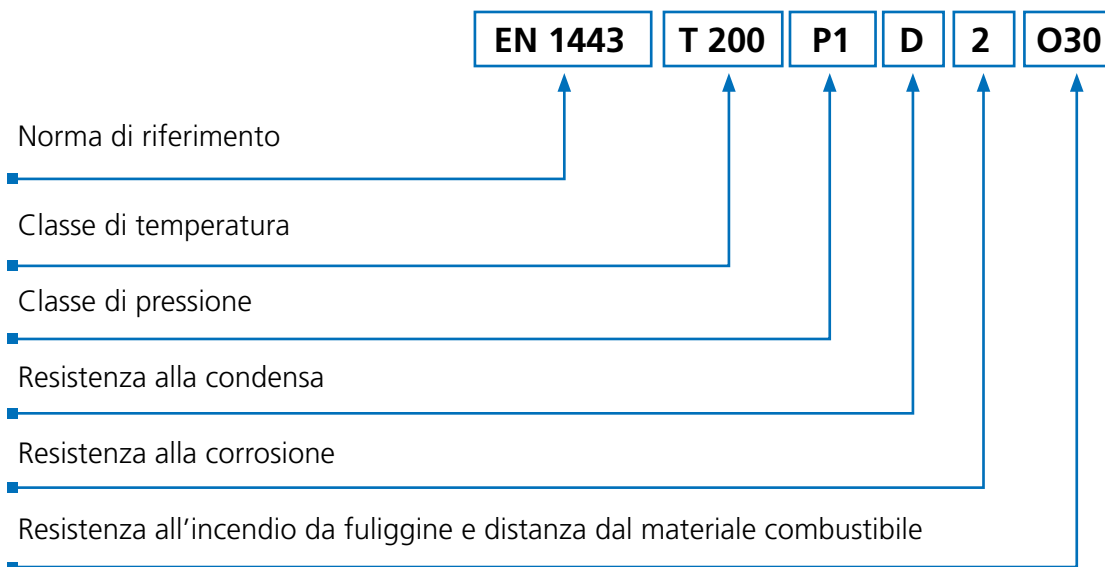 EN 1443 T 200 P1 D 2 O30
Norma di riferimento
Classe di temperatura
Classe di pressione
Resistenza alla condensa
Resistenza alla corrosione
Resistenza all’incendio da fuliggine e distanza dal materiale combustibile